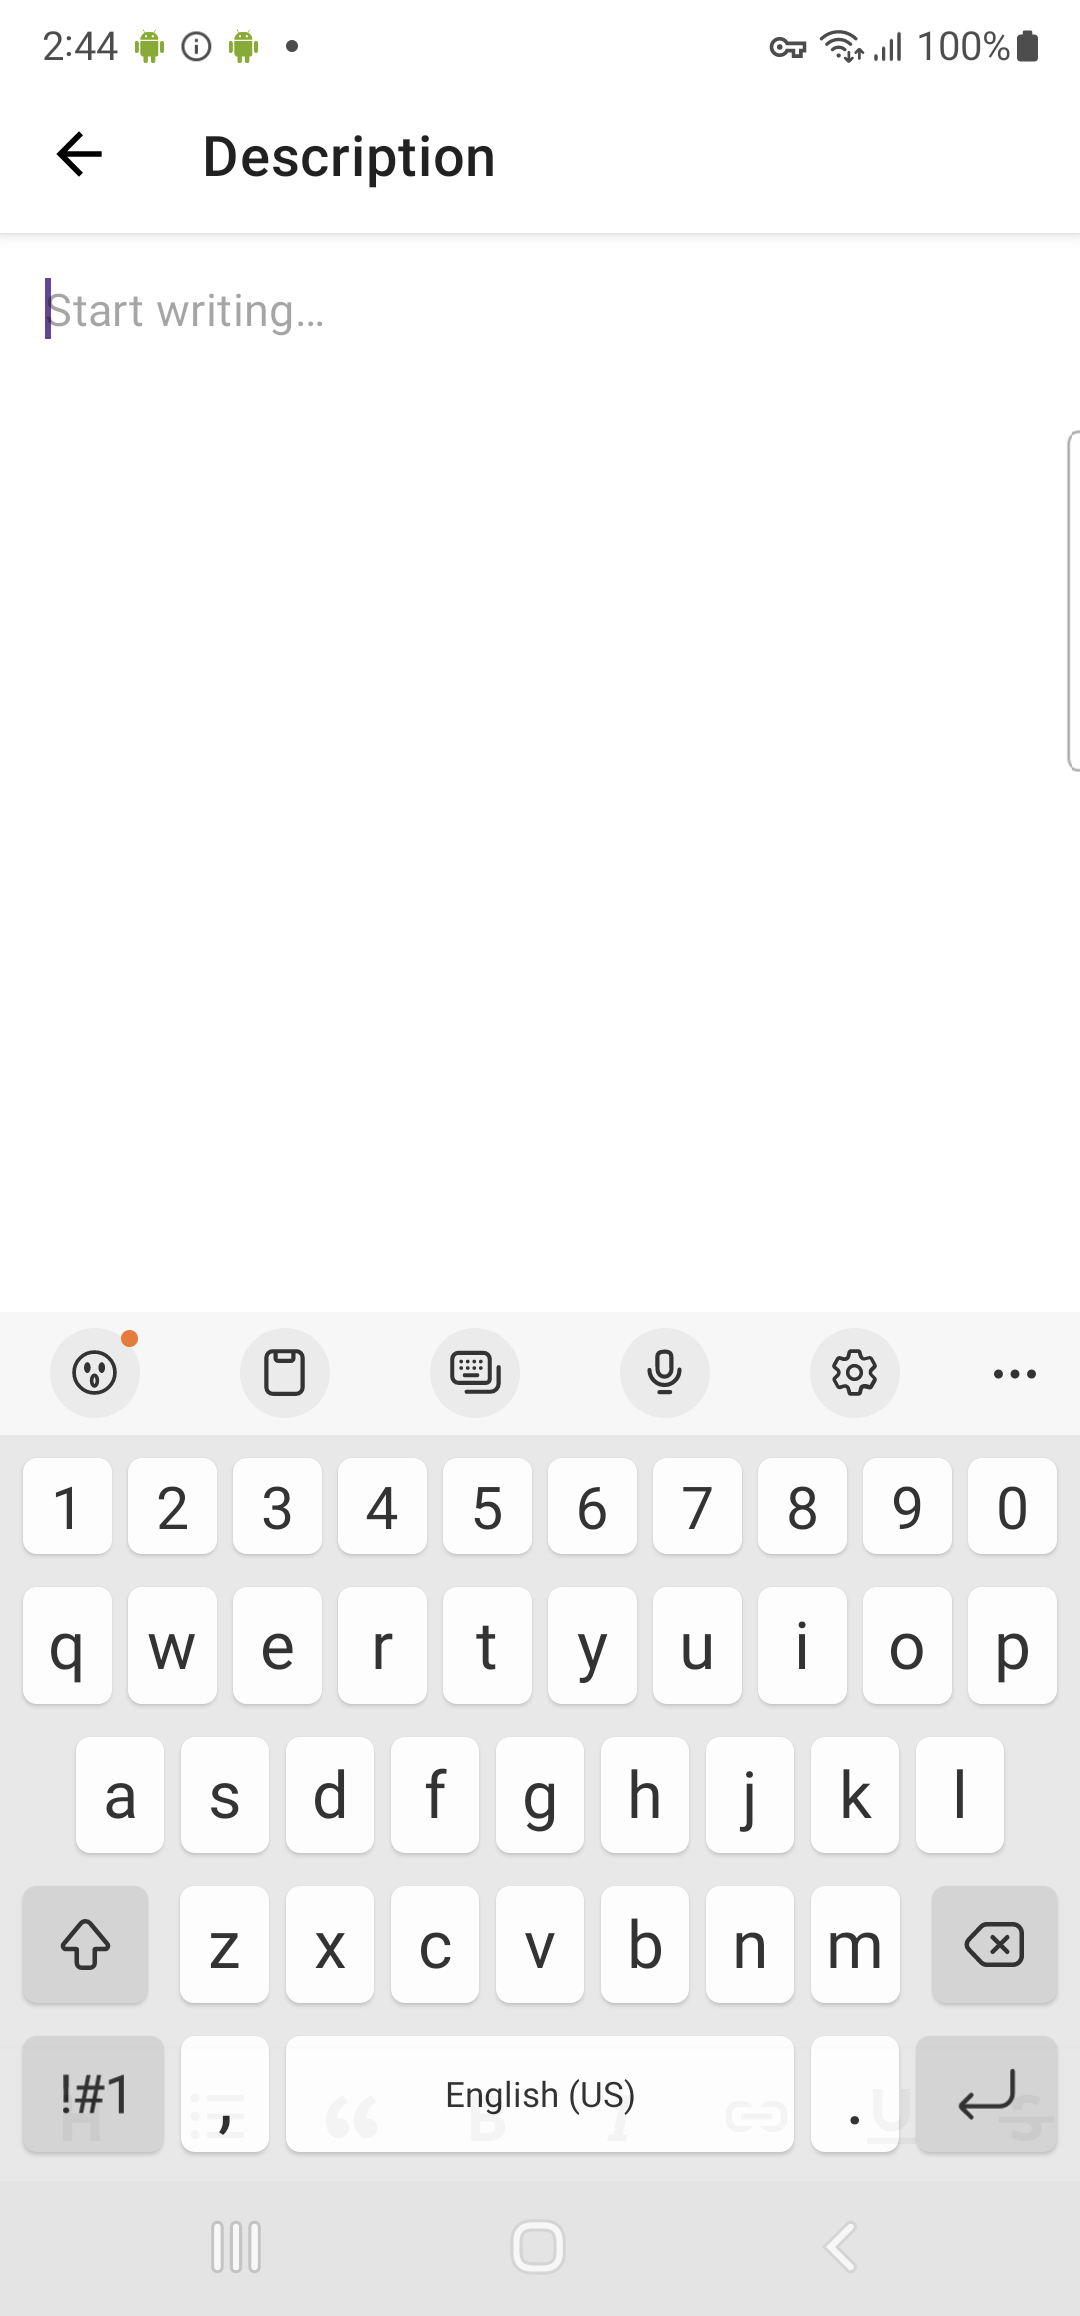 2:44 100%
Description
Start writing...
1 2 3 4 5 6 7 8 9 0
q w e r t y u i o p
a s d f g h j k l
z x c v b n m
!#1 , English (US) .
H B I U S